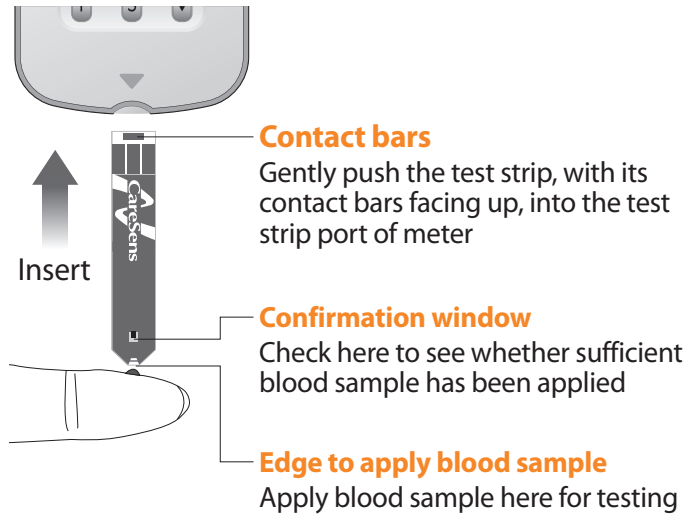 Contact bars
Gently push the test strip, with its
contact bars facing up, into the test
strip port of meter
CareSens
Insert
Confirmation window
Check here to see whether sufficient
blood sample has been applied
Edge to apply blood sample
Apply blood sample here for testing